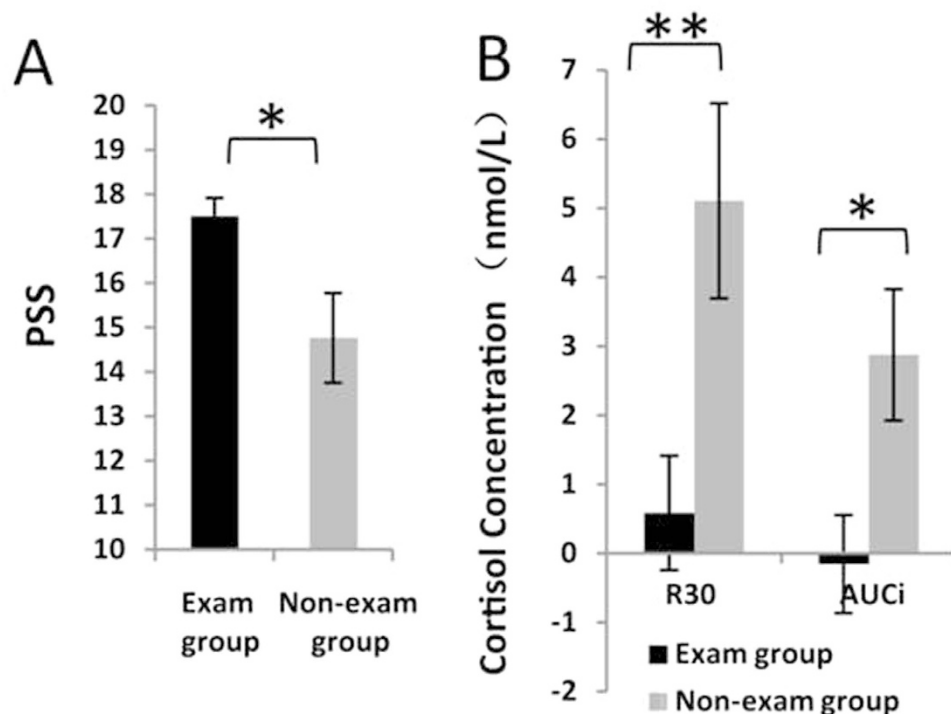 A
PSS
20
19
18
17
16
15
14
13
12
11
10
*
Exam
group
Non-exam
group
B
Cortisol Concentration （nmol/L）
7
6
5
4
3
2
1
0
-1
-2
**
*
R30
AUCi
Exam group
Non-exam group